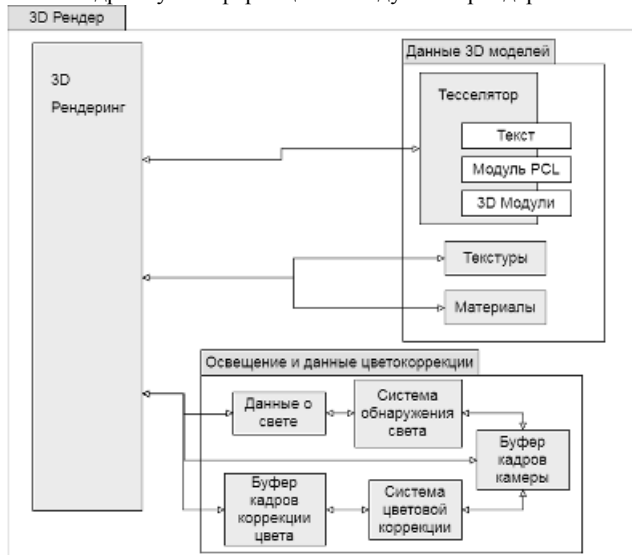 3D Рендер
3D
Рендеринг
Данные 3D моделей
Тесселятор
Текст
Модуль PCL
3D Модули
Текстуры
Материалы
Освещение и данные цветокоррекции
Данные о
свете
Система
обнаружения
света
Буфер
кадров
камеры
Буфер
кадров
коррекции
цвета
Система
цветовой
коррекции